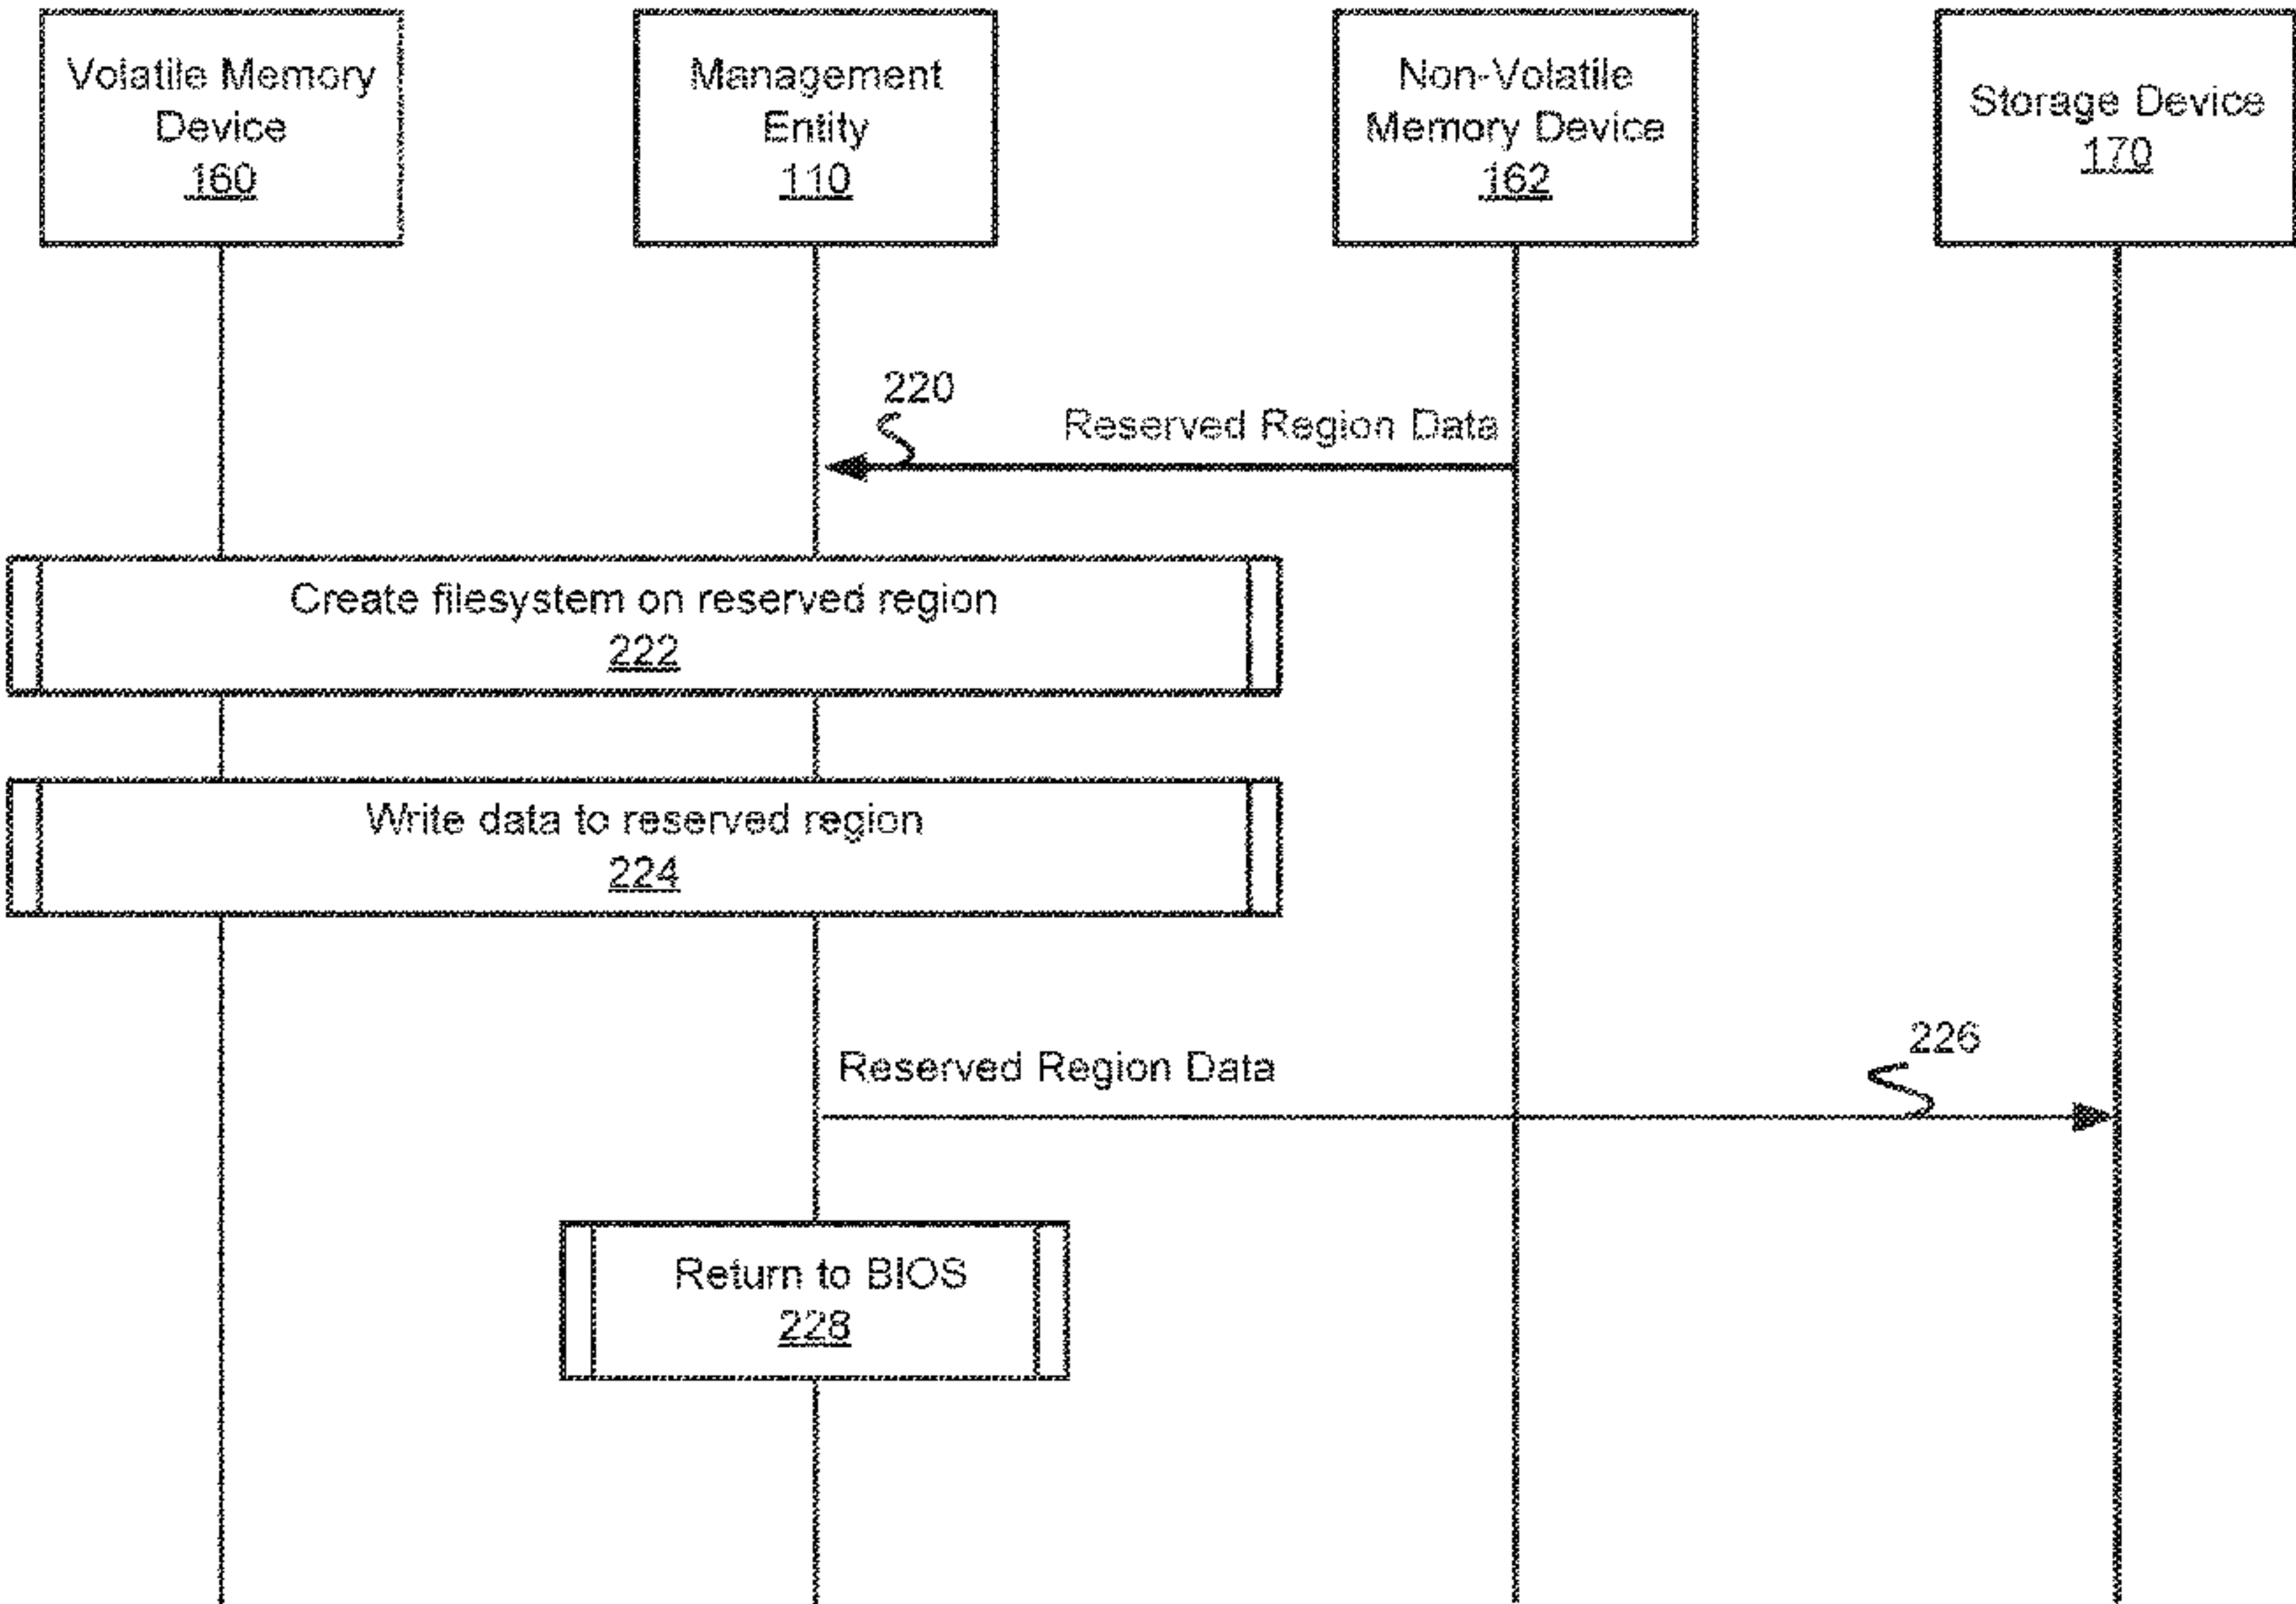 Volatile Memory
Device
160
Management
Entity
110
Non-Volatile
Memory Device
162
Storage Device
170
220
Reserved Region Data
Create filesystem on reserved region
222
Write data to reserved region
224
226
Reserved Region Data
Return to BIOS
228